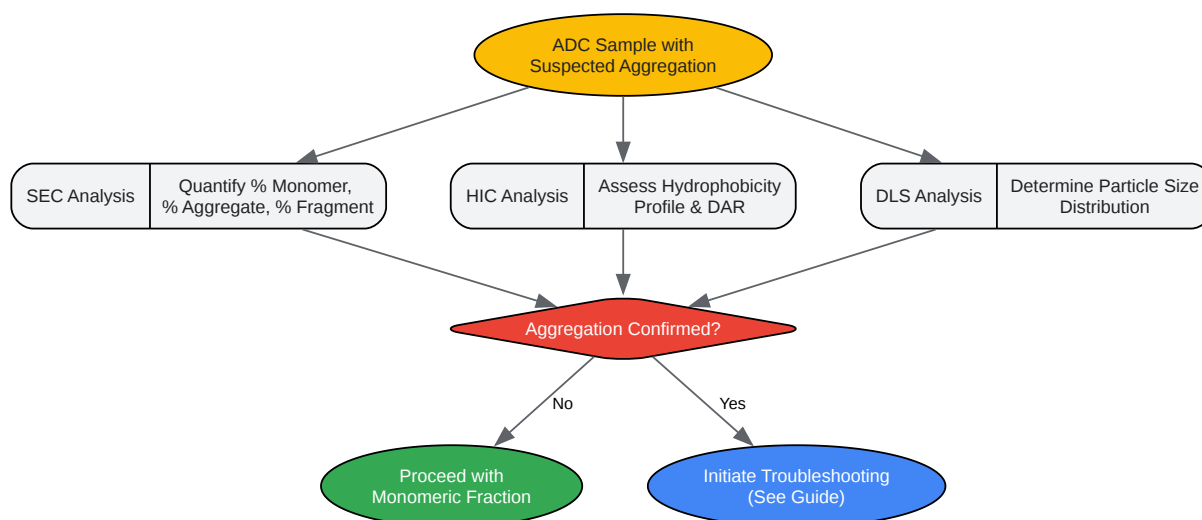 ADC Sample with
Suspected Aggregation
SEC Analysis
Quantify % Monomer,
% Aggregate, % Fragment
HIC Analysis
Assess Hydrophobicity
Profile & DAR
DLS Analysis
Determine Particle Size
Distribution
Aggregation Confirmed?
No
Yes
Proceed with
Monomeric Fraction
Initiate Troubleshooting
(See Guide)